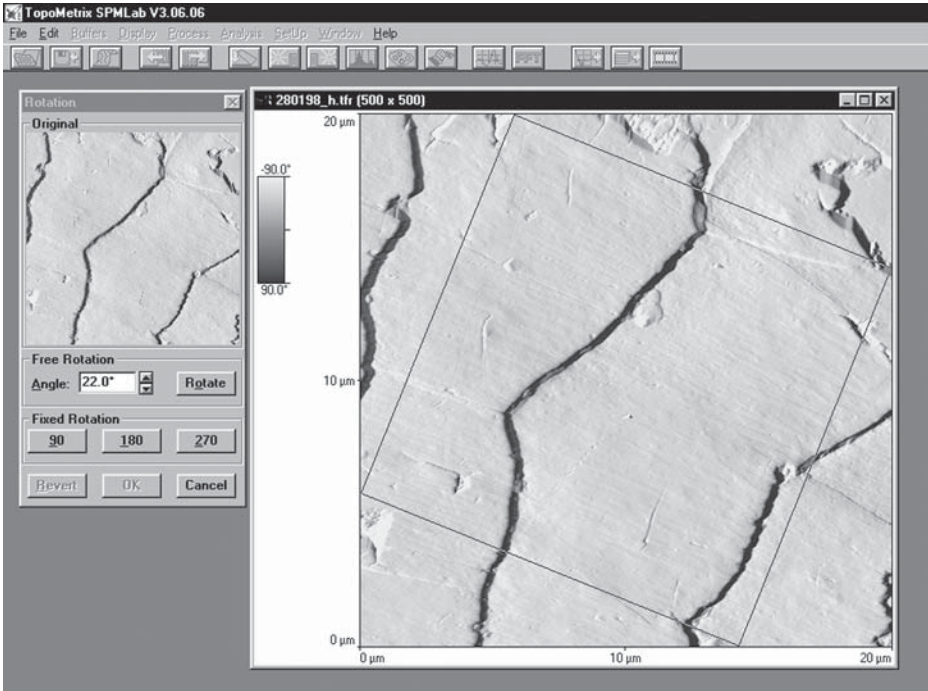 TopoMetrix SPMLab V3.06.06
File Edit Buffers Display Process Analysis SetUp Window Help
FFT
Rotation
Original
Free Rotation
Angle: 22.0° Rotate
Fixed Rotation
90 180 270
Revert OK Cancel
280198_h.tfr (500 x 500)
20 µm
-90.0°
90.0°
10 µm
0 µm
0 µm 10 µm 20 µm